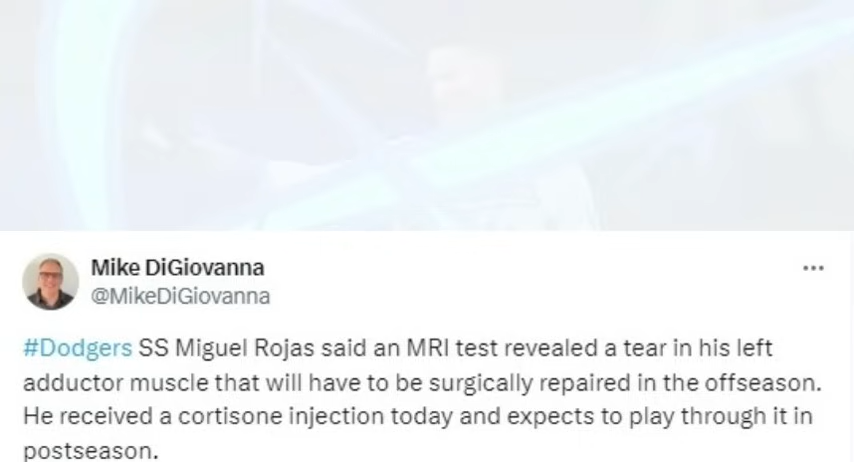 Mike DiGiovanna
@MikeDiGiovanna
#Dodgers SS Miguel Rojas said an MRI test revealed a tear in his left
adductor muscle that will have to be surgically repaired in the offseason.
He received a cortisone injection today and expects to play through it in
postseason.